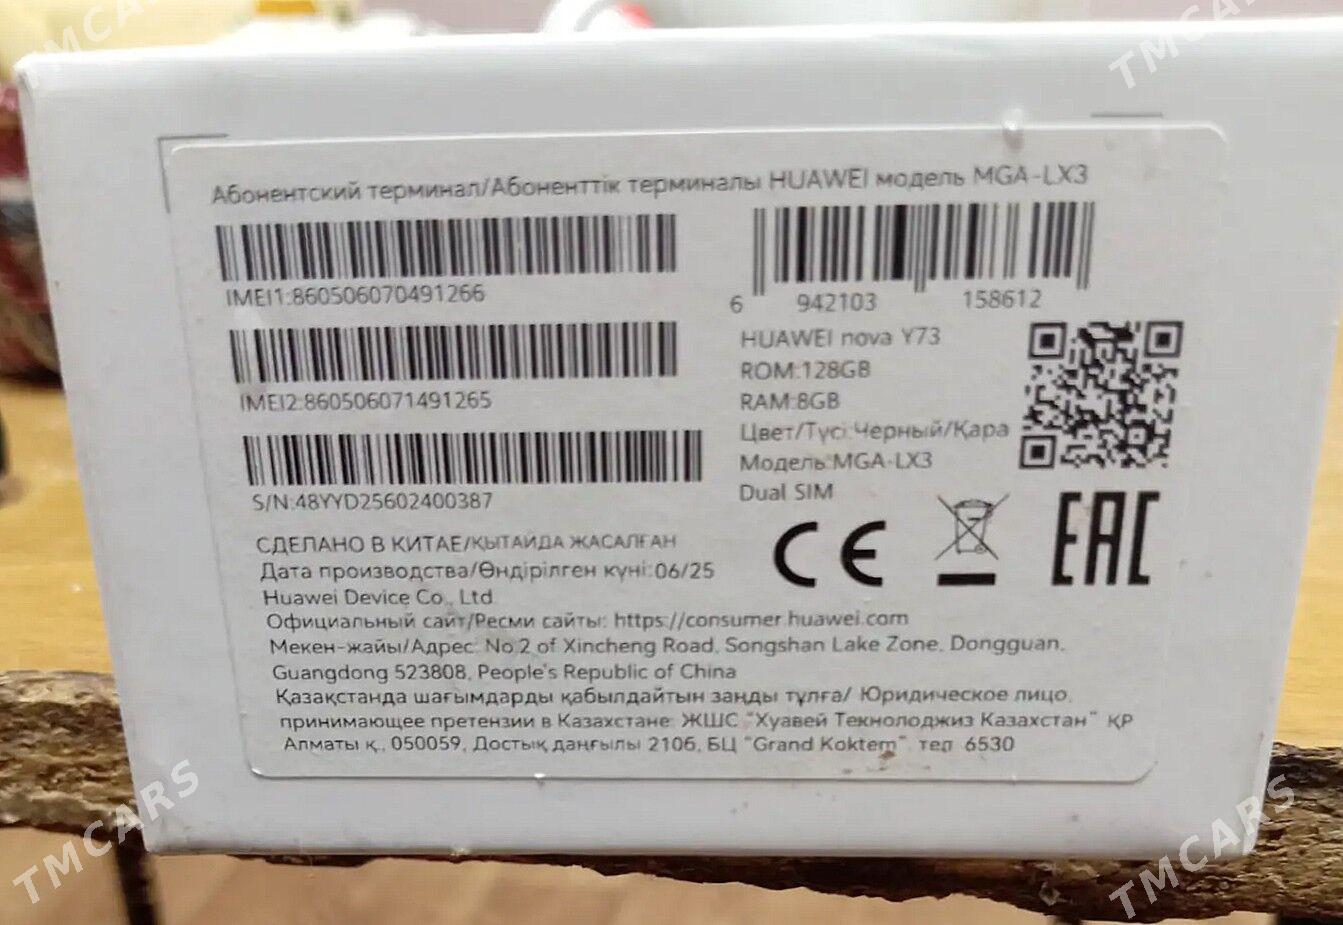 Абонентский терминал/Абоненттік терминалы HUAWEI модель MGA-LX3
IMEI1:860506070491266
6 942103 158612
IMEI2:860506071491265
S/N:48YYD25602400387
HUAWEI nova Y73
ROM:128GB
RAM:8GB
Цвет/Түсі:Черный/Қара
Модель:MGA-LX3
Dual SIM
CE
EAC
СДЕЛАНО В КИТАЕ/ҚЫТАЙДА ЖАСАЛҒАН
Дата производства/Өндірілген күні:06/25
Huawei Device Co., Ltd
Официальный сайт/Ресми сайты: https://consumer.huawei.com
Мекен-жайы/Адрес: No.2 of Xincheng Road, Songshan Lake Zone, Dongguan,
Guangdong 523808, People's Republic of China
Қазақстанда шағымдарды қабылдайтын заңды тұлға/ Юридическое лицо,
принимающее претензии в Казахстане: ЖШС "Хуавей Текнолоджиз Казахстан" ҚР
Алматы қ., 050059, Достық даңғылы 210б, БЦ "Grand Koktem", тел 6530
TMCARS
TMCARS
TMCARS
TMCARS